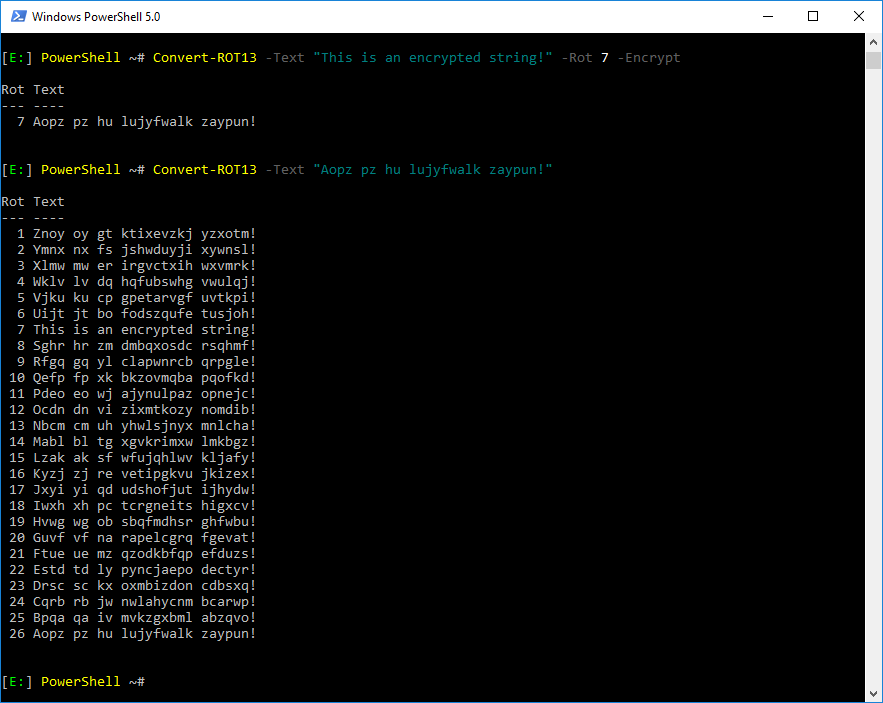 Windows PowerShell 5.0
[E:] PowerShell ~# Convert-ROT13 -Text "This is an encrypted string!" -Rot 7 -Encrypt
Rot Text
--- ----
7 Aopz pz hu lujyfwalk zaypun!
[E:] PowerShell ~# Convert-ROT13 -Text "Aopz pz hu lujyfwalk zaypun!"
Rot Text
--- ----
1 Znoy oy gt ktixevzkj yzxotm!
2 Ymnx nx fs jshwduyji xywnsl!
3 Xlmw mw er irgvctxih wxvmrk!
4 Wklv lv dq hqfubswhg vwulqj!
5 Vjku ku cp gpetarvgf uvtkpi!
6 Uijt jt bo fodszqufe tusjoh!
7 This is an encrypted string!
8 Sghr hr zm dmbqxosdc rsqhmf!
9 Rfgq gq yl clapwnrcb qrpgle!
10 Qefp fp xk bkzovmqba pqofkd!
11 Pdeo eo wj ajynulpaz opnejc!
12 Ocdn dn vi zixmtkozy nomdib!
13 Nbcm cm uh yhwlsjnyx mnlcha!
14 Mabl bl tg xgvkrimxw lmkbgz!
15 Lzak ak sf wfujqhlwv kljafy!
16 Kyzj zj re vetipgkvu jkizex!
17 Jxyi yi qd udshofjut ijhydw!
18 Iwxh xh pc tcrgneits higxcv!
19 Hvwg wg ob sbqfmdhsr ghfwbu!
20 Guvf vf na rapelcgrq fgevat!
21 Ftue ue mz qzodkbfqp efduzs!
22 Estd td ly pyncjaepo dectyr!
23 Drsc sc kx oxmbizdon cdbsxq!
24 Cqrb rb jw nwlahycnm bcarwp!
25 Bpqa qa iv mvkzgxbml abzqvo!
26 Aopz pz hu lujyfwalk zaypun!
[E:] PowerShell ~#